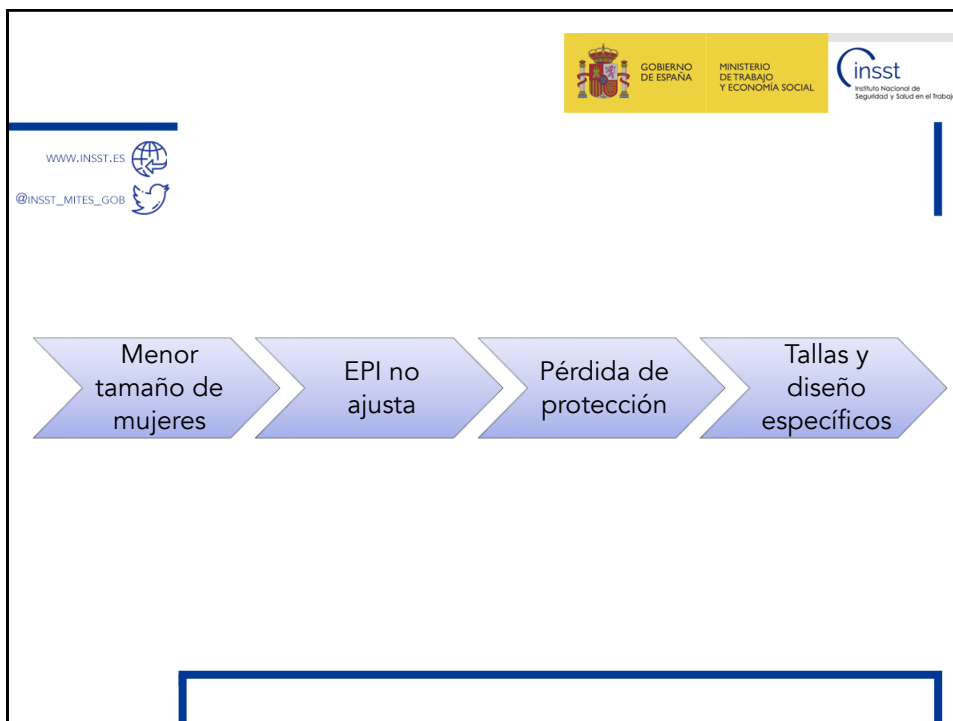 GOBIERNO
DE ESPAÑA
MINISTERIO
DE TRABAJO
Y ECONOMÍA SOCIAL
insst
Instituto Nacional de
Seguridad y Salud en el Trabajo
WWW.INSST.ES
@INSST_MITES_GOB
Menor
tamaño de
mujeres
EPI no
ajusta
Pérdida de
protección
Tallas y
diseño
específicos